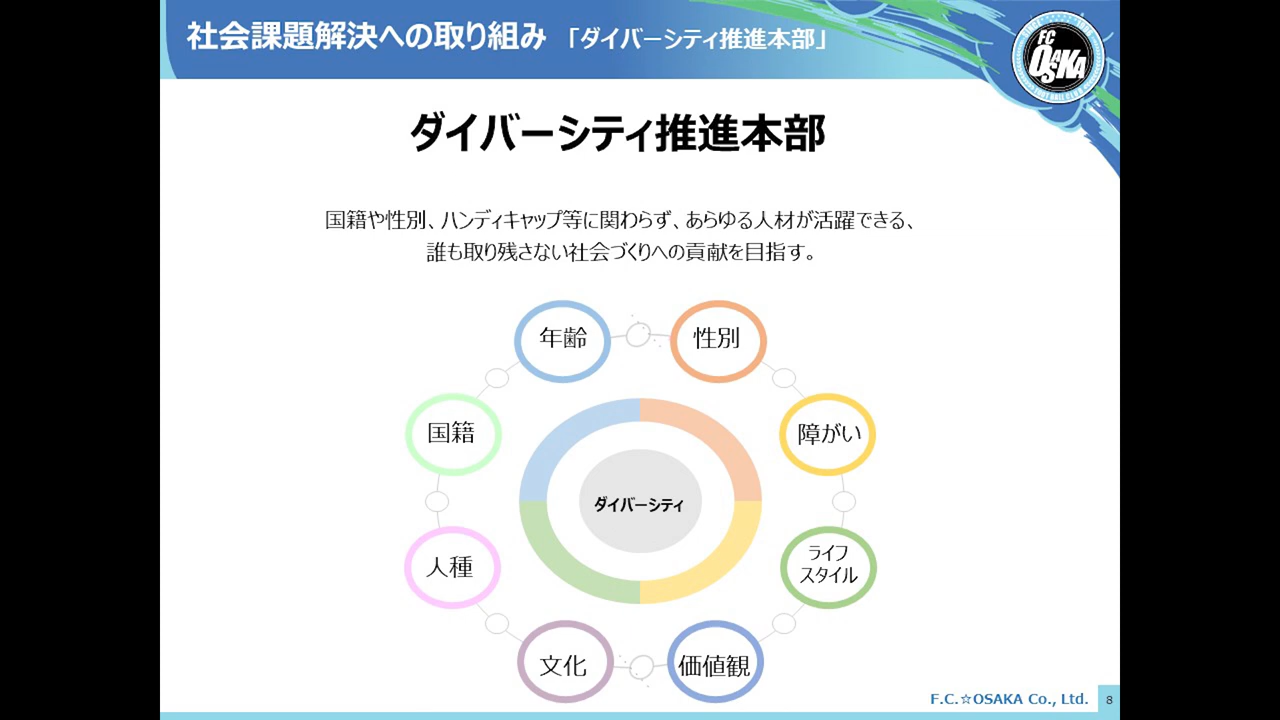 社会課題解決への取り組み 「ダイバーシティ推進本部」
FC
OSAKA
ダイバーシティ推進本部
国籍や性別、ハンディキャップ等に関わらず、あらゆる人材が活躍できる、
誰も取り残さない社会づくりへの貢献を目指す。
年齢
性別
国籍
障がい
ダイバーシティ
人種
ライフ
スタイル
文化
価値観
F.C.☆OSAKA Co., Ltd.
8